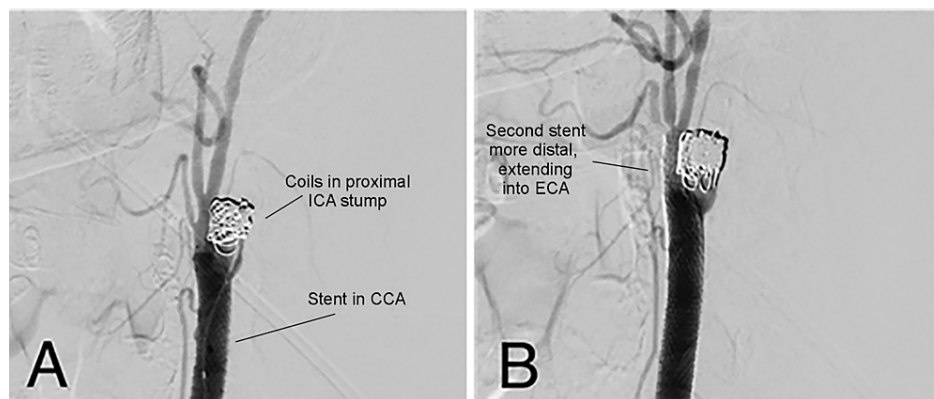 Coils in proximal
ICA stump
Stent in CCA
A
Second stent
more distal,
extending
into ECA
B